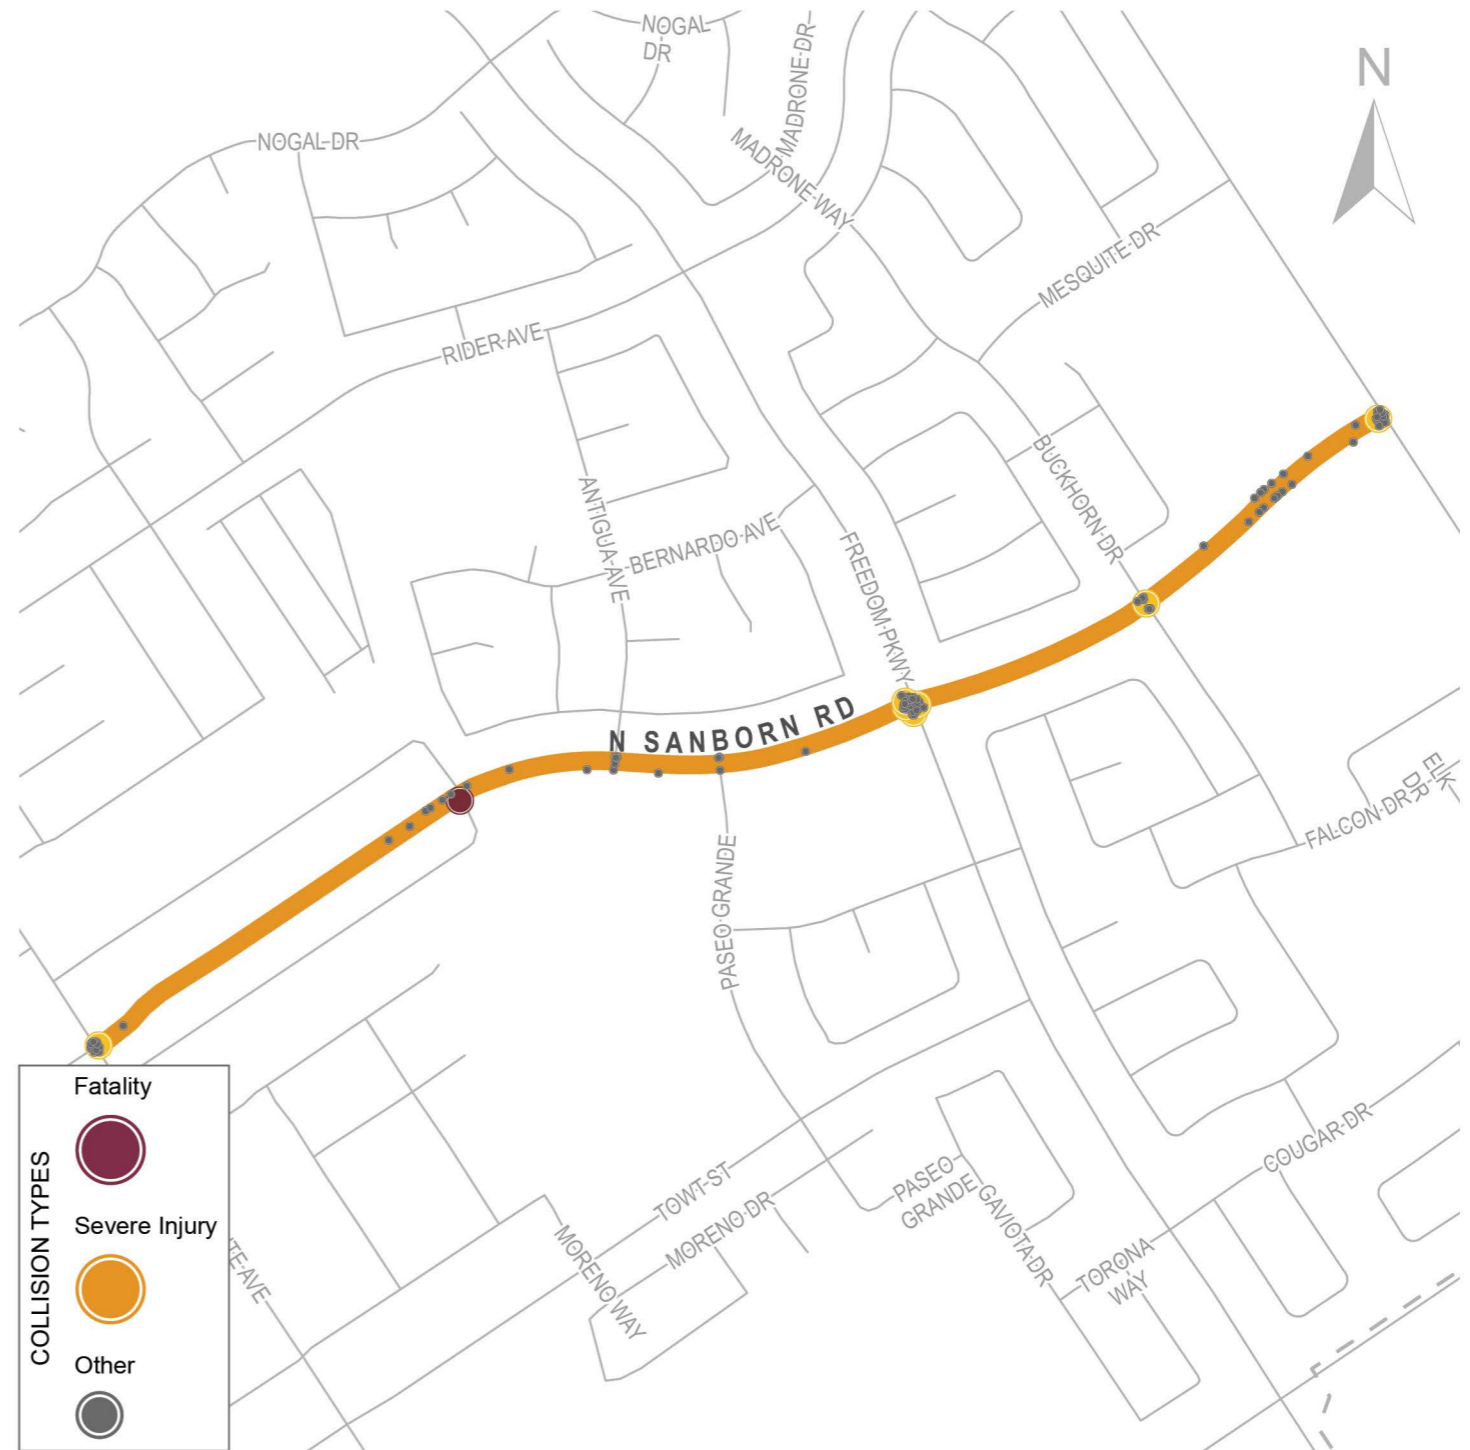 NOGAL
DR
MADRONE DR
N
NOGAL DR
MADRONE WAY
MESQUITE DR
RIDER AVE
BUCKHORN DR
ANTIGUA AVE
BERNARDO AVE
FREEDOM PKWY
N SANBORN RD
ELK
DR
FALCON DR
PASEO GRANDE
Fatality
Severe Injury
Other
COLLISION TYPES
TE AVE
TOWT ST
MORENO DR
MORENO WAY
PASEO
GRANDE
GAVIOTA DR
COUGAR DR
TORONA
WAY